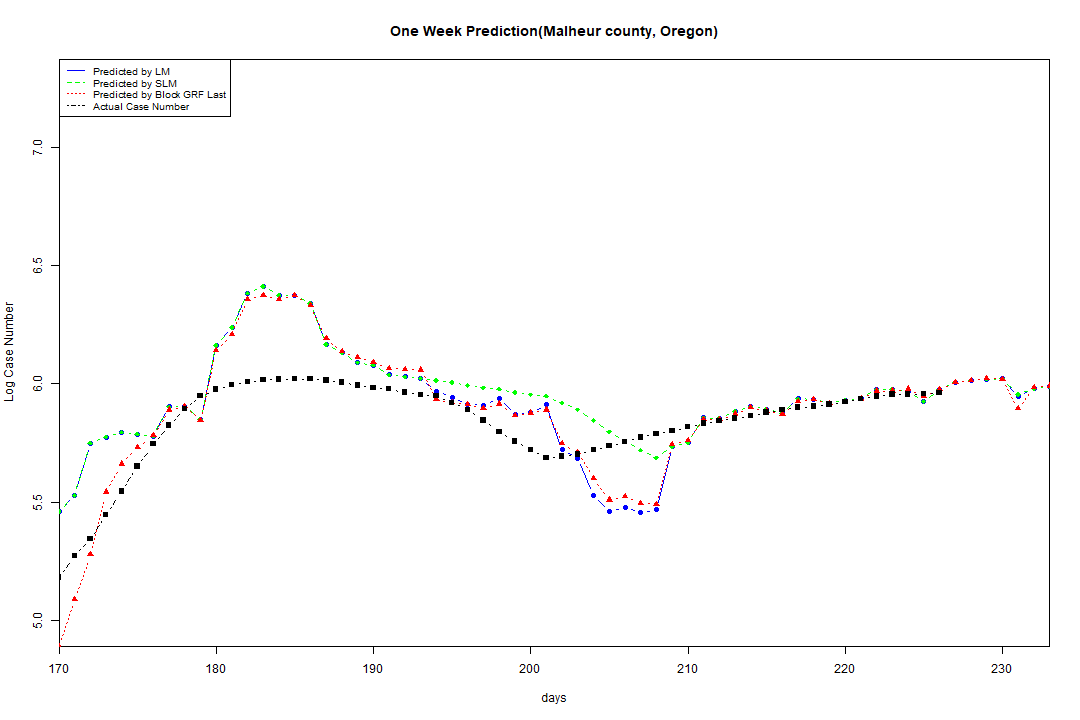 One Week Prediction(Malheur county, Oregon)
Predicted by LM
Predicted by SLM
Predicted by Block GRF Last
Actual Case Number
7.0
6.5
6.0
5.5
5.0
Log Case Number
170 180 190 200 210 220 230
days